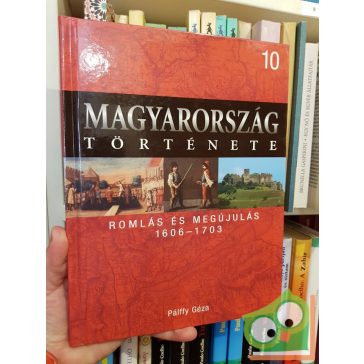 10
MAGYARORSZÁG
TÖRTÉNETE
ROMLÁS ÉS MEGÚJULÁS
1606–1703
Pálffy Géza